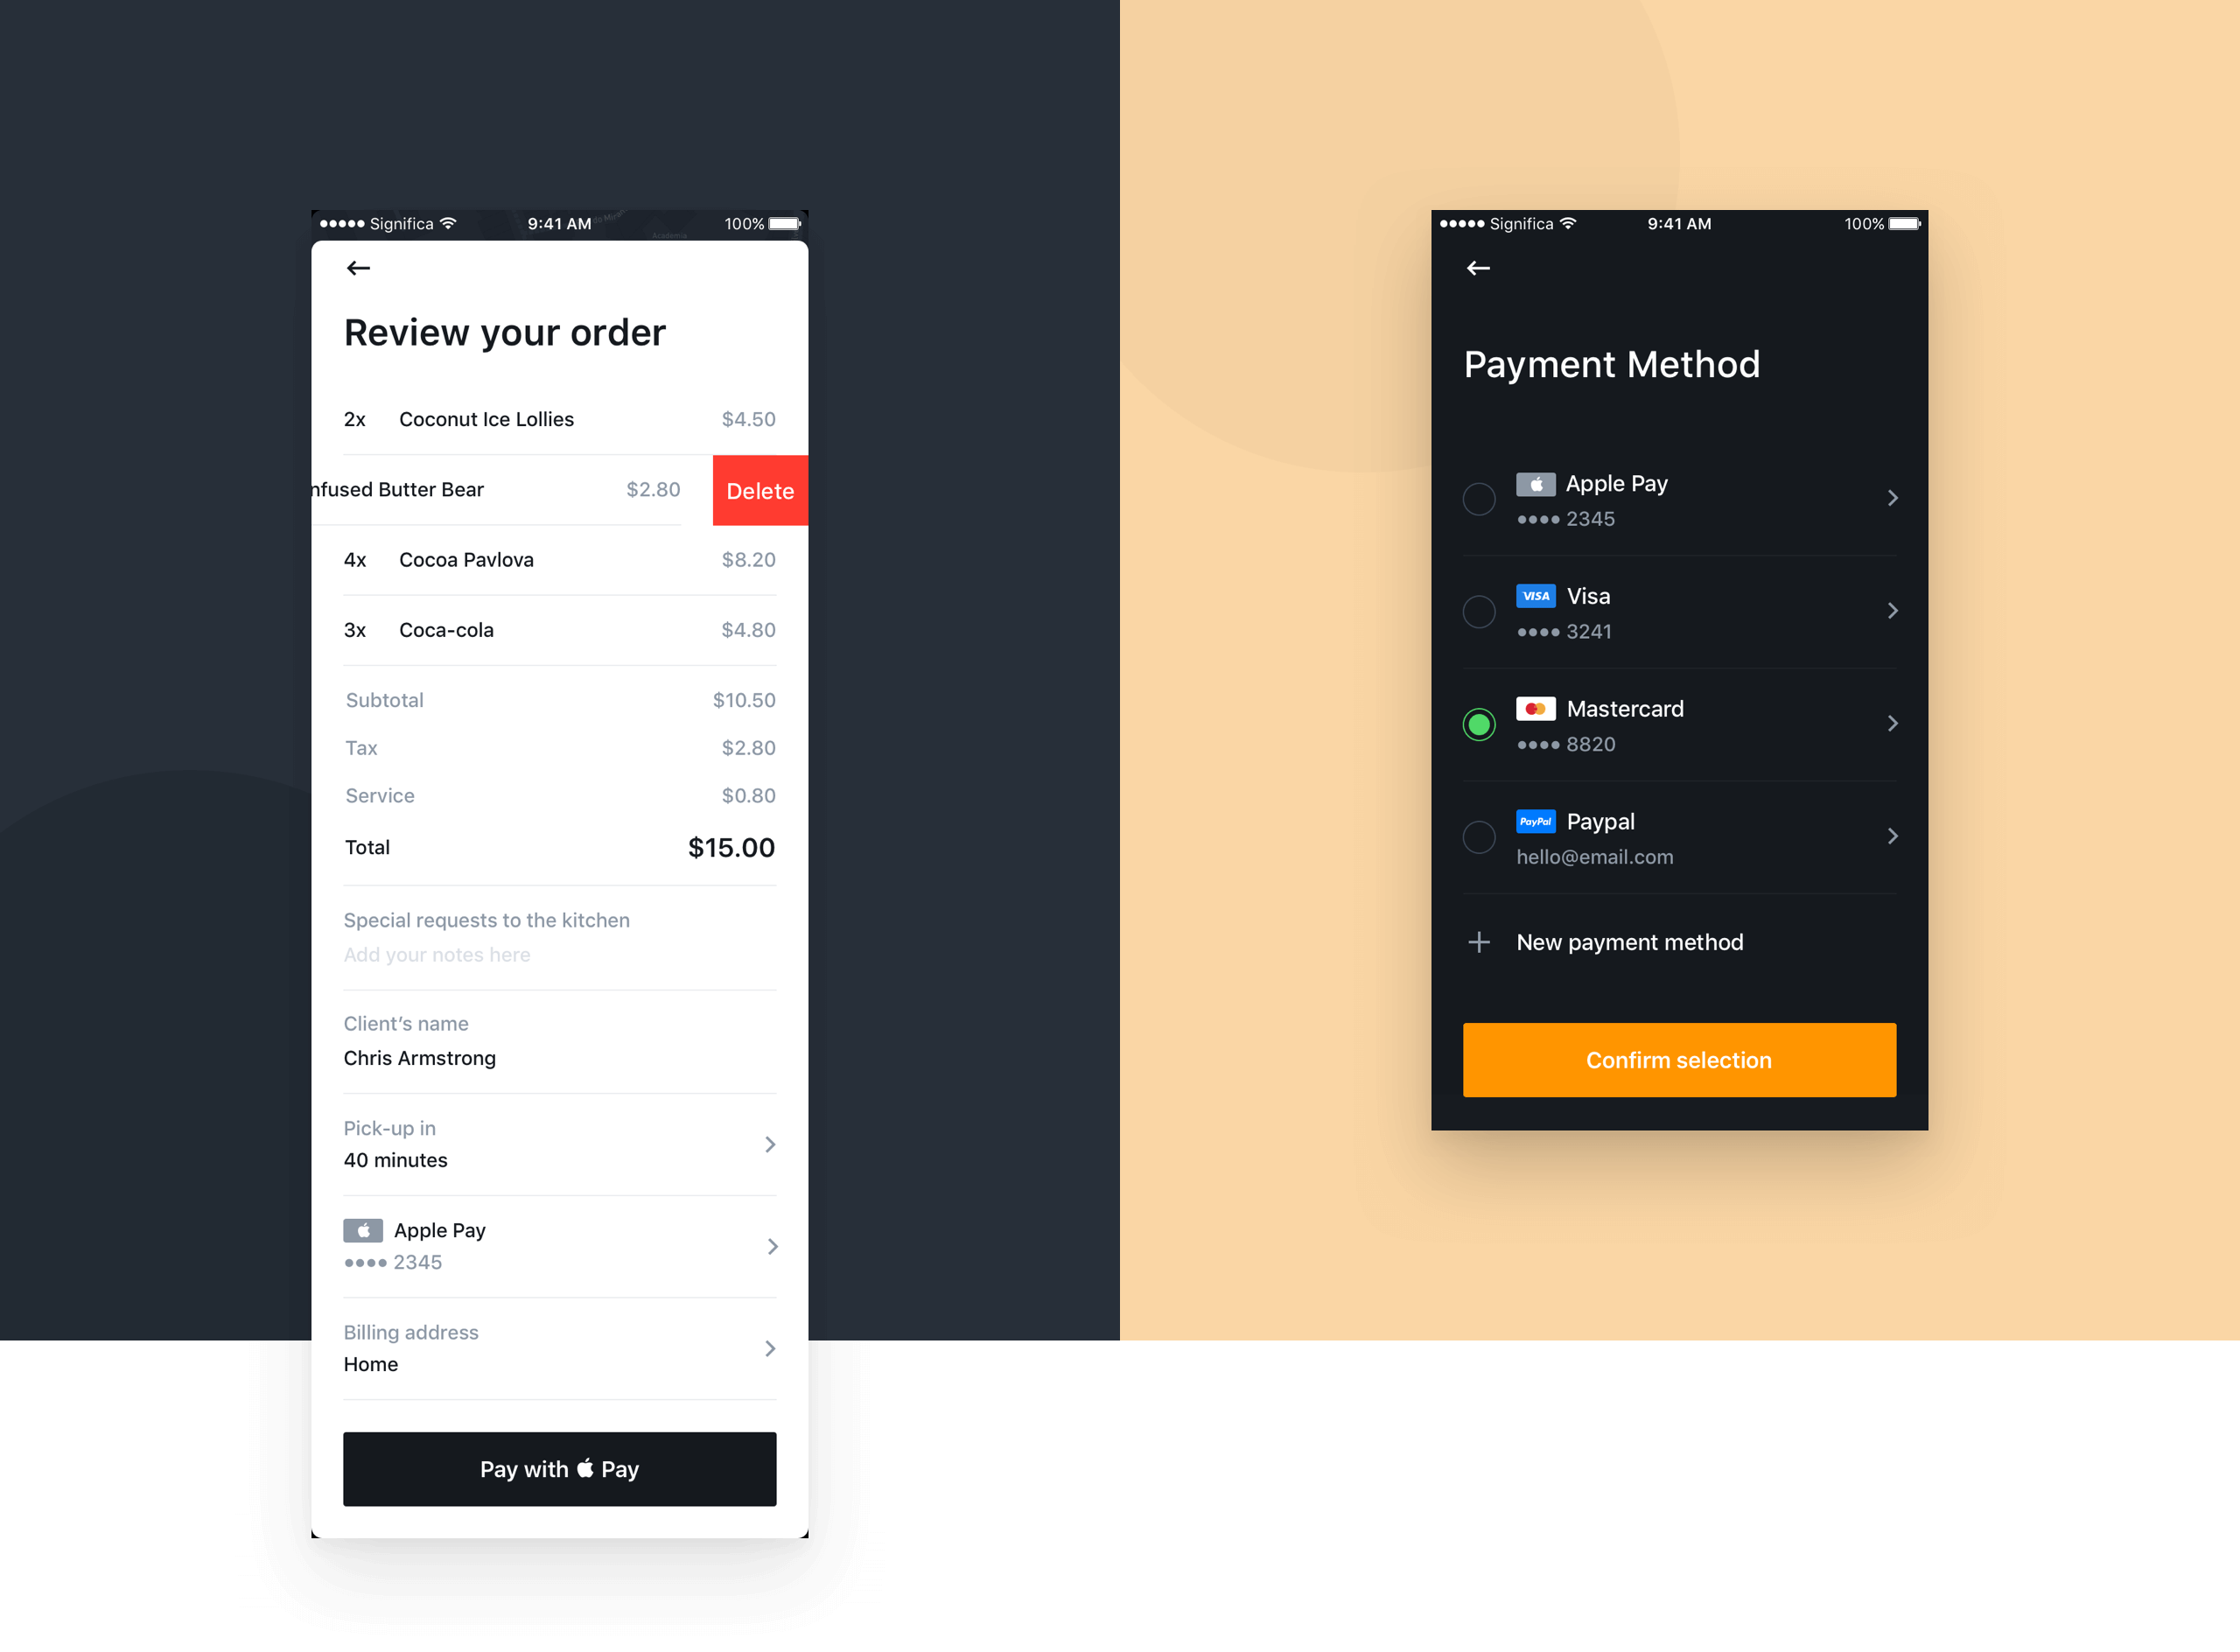 Significa 9:41 AM 100%
Academia
Review your order
2x Coconut Ice Lollies $4.50
nfused Butter Bear $2.80 Delete
4x Cocoa Pavlova $8.20
3x Coca-cola $4.80
Subtotal $10.50
Tax $2.80
Service $0.80
Total $15.00
Special requests to the kitchen
Add your notes here
Client’s name
Chris Armstrong
Pick-up in
40 minutes
Apple Pay
•••• 2345
Billing address
Home
Pay with Pay
Significa 9:41 AM 100%
Payment Method
Apple Pay
•••• 2345
VISA Visa
•••• 3241
Mastercard
•••• 8820
PayPal Paypal
hello@email.com
New payment method
Confirm selection